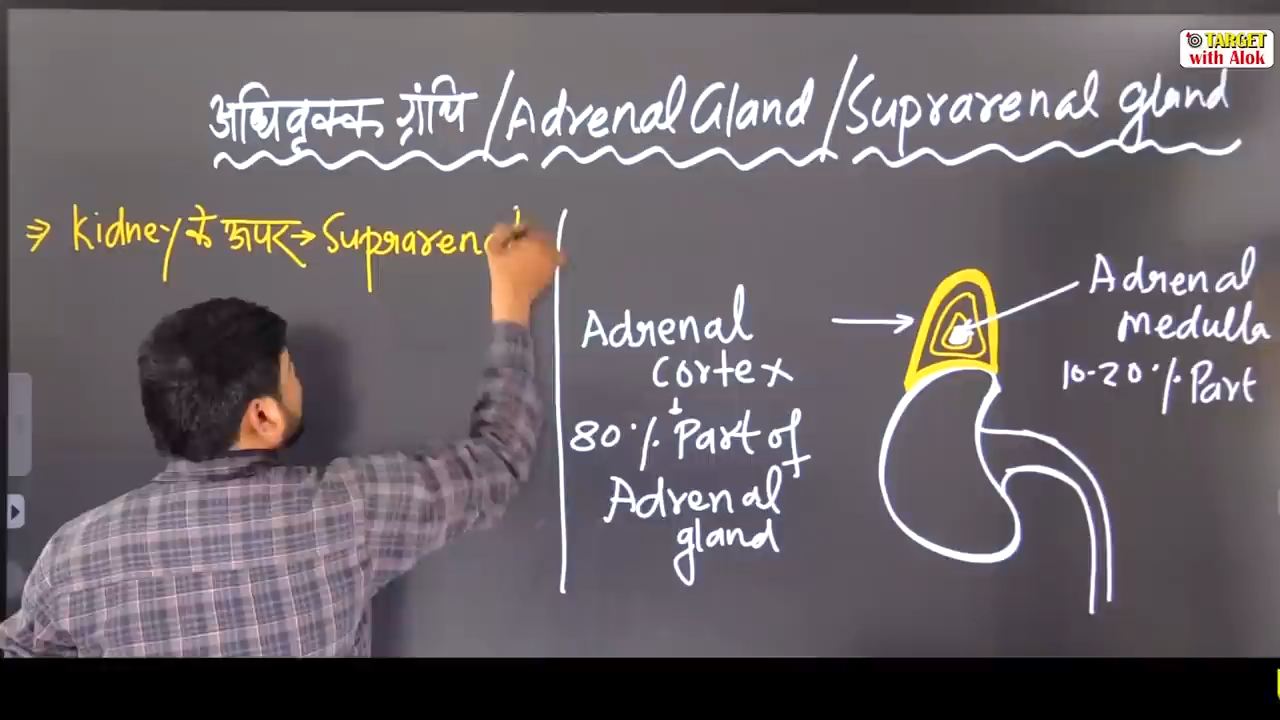 TARGET
with Alok
अधिवृक्क ग्रंथि / Adrenal Gland / Suprarenal gland
⇒ Kidney के ऊपर → Suprarena
Adrenal
cortex
↓
80% Part of
Adrenal
gland
Adrenal
medulla
10-20% Part